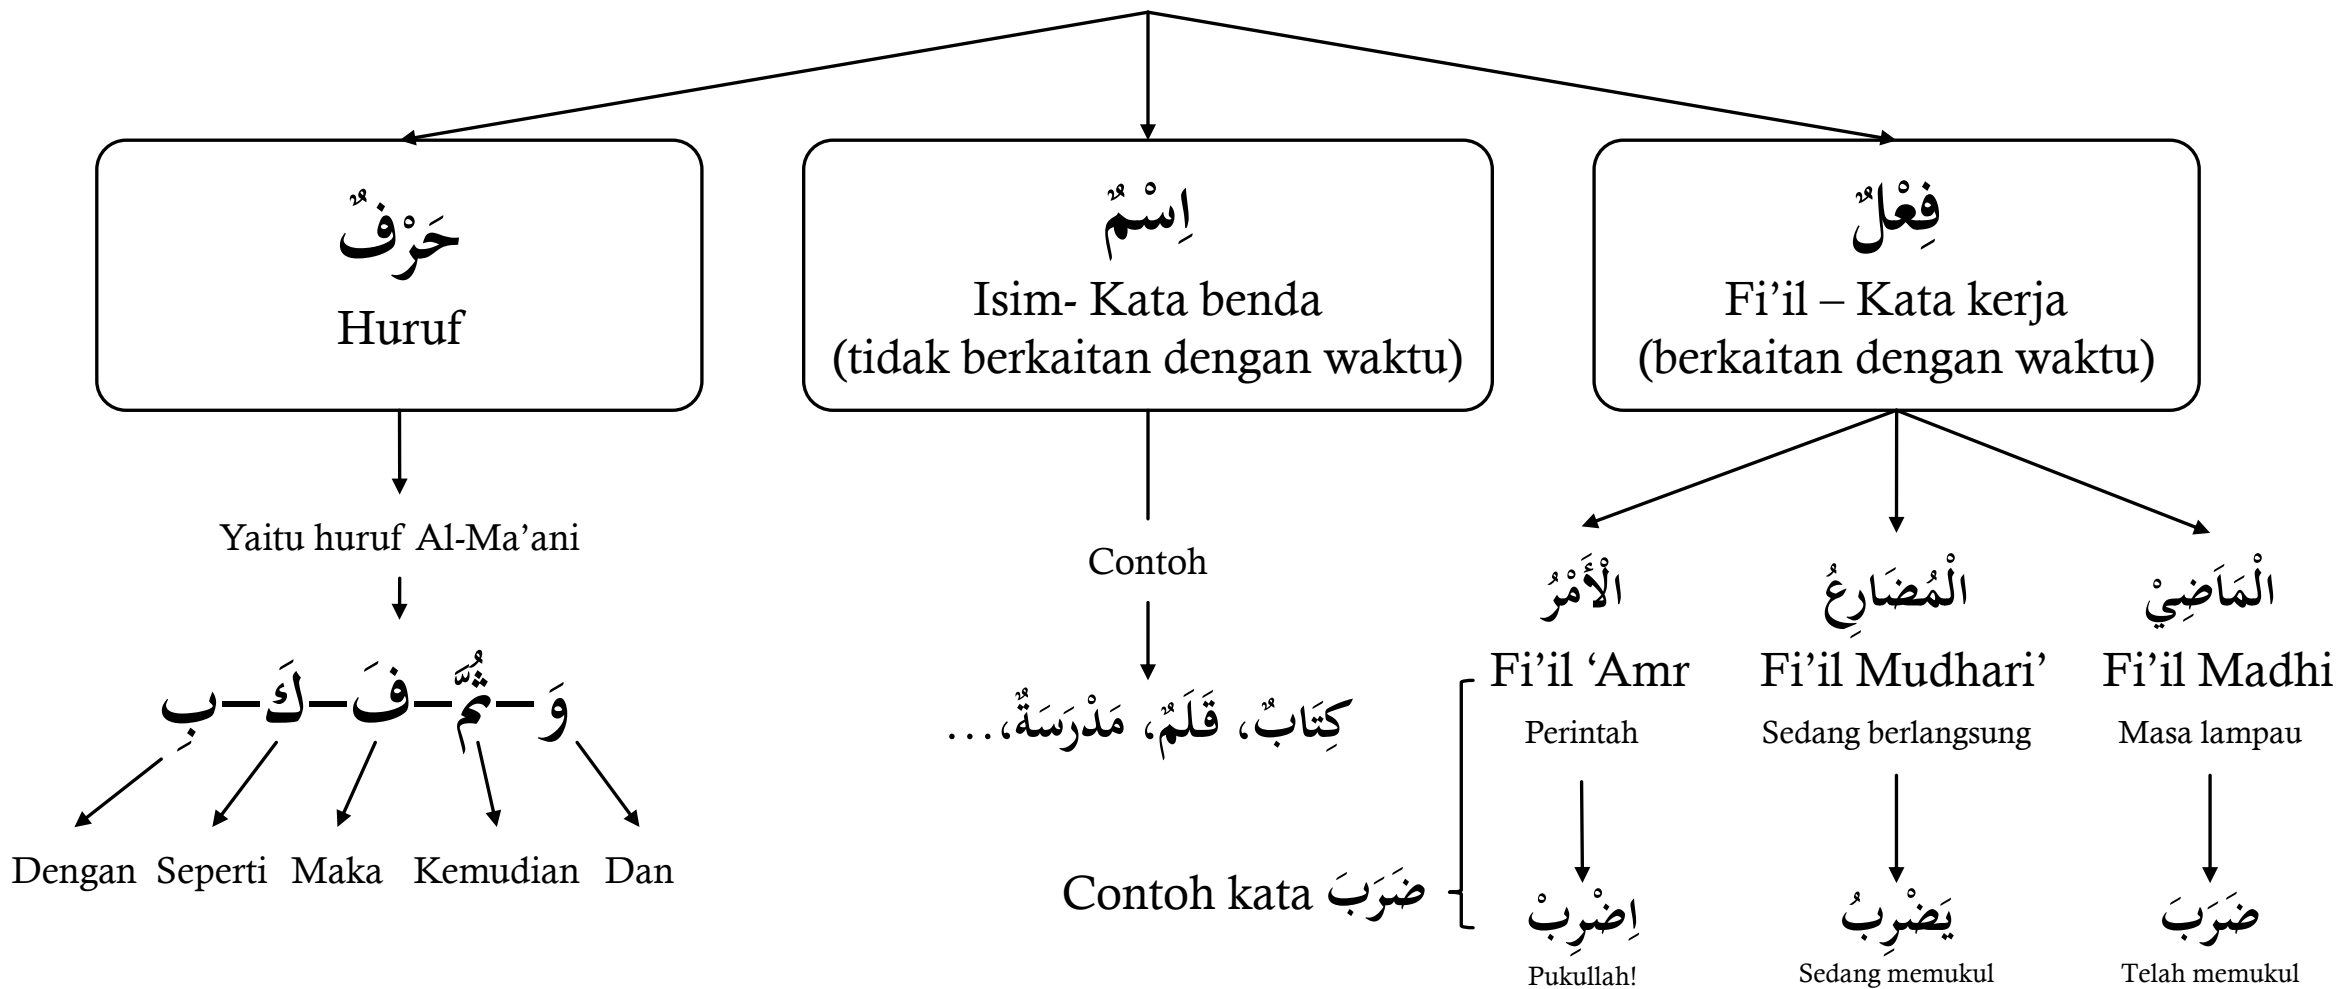 حَرْفٌ
Huruf
اِسْمٌ
Isim- Kata benda
(tidak berkaitan dengan waktu)
فِعْلٌ
Fi’il – Kata kerja
(berkaitan dengan waktu)
Yaitu huruf Al-Ma’ani
وَ – ثُمَّ – فَ – كَ – بِ
Dengan Seperti Maka Kemudian Dan
Contoh
كِتَابٌ، قَلَمٌ، مَدْرَسَةٌ،...
الْأَمْرُ
Fi’il ‘Amr
Perintah
الْمُضَارِعُ
Fi’il Mudhari’
Sedang berlangsung
الْمَاَضِيْ
Fi’il Madhi
Masa lampau
Contoh kata ضَرَبَ
اِضْرِبْ
Pukullah!
يَضْرِبُ
Sedang memukul
ضَرَبَ
Telah memukul